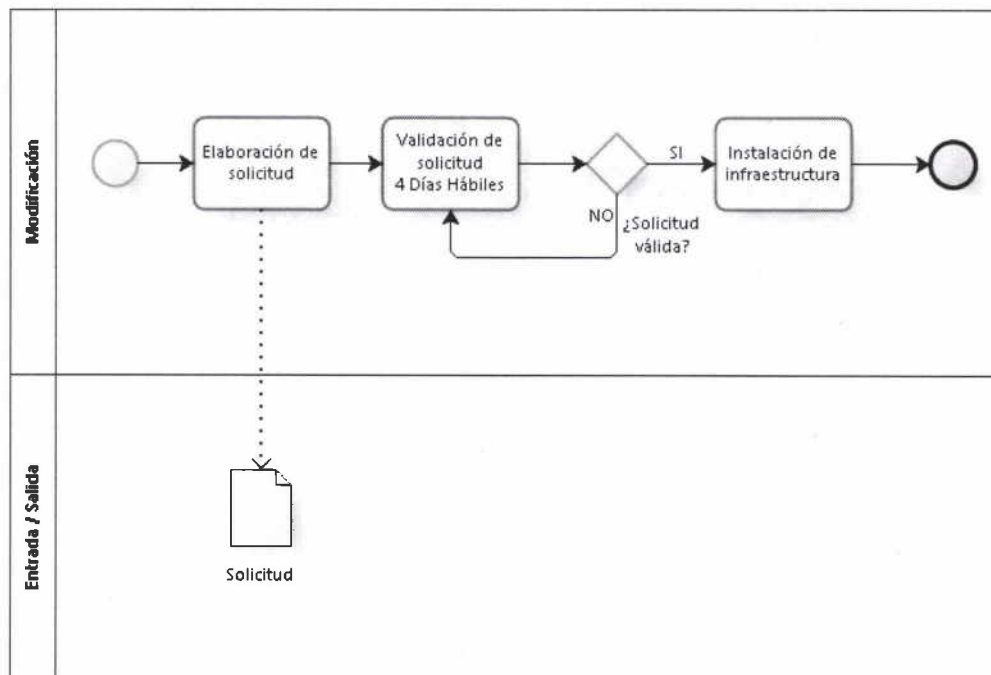 Modificación
Elaboración de
solicitud
Validación de
solicitud
4 Días Hábiles
SI
NO
¿Solicitud
válida?
Instalación de
infraestructura
Entrada / Salida
Solicitud